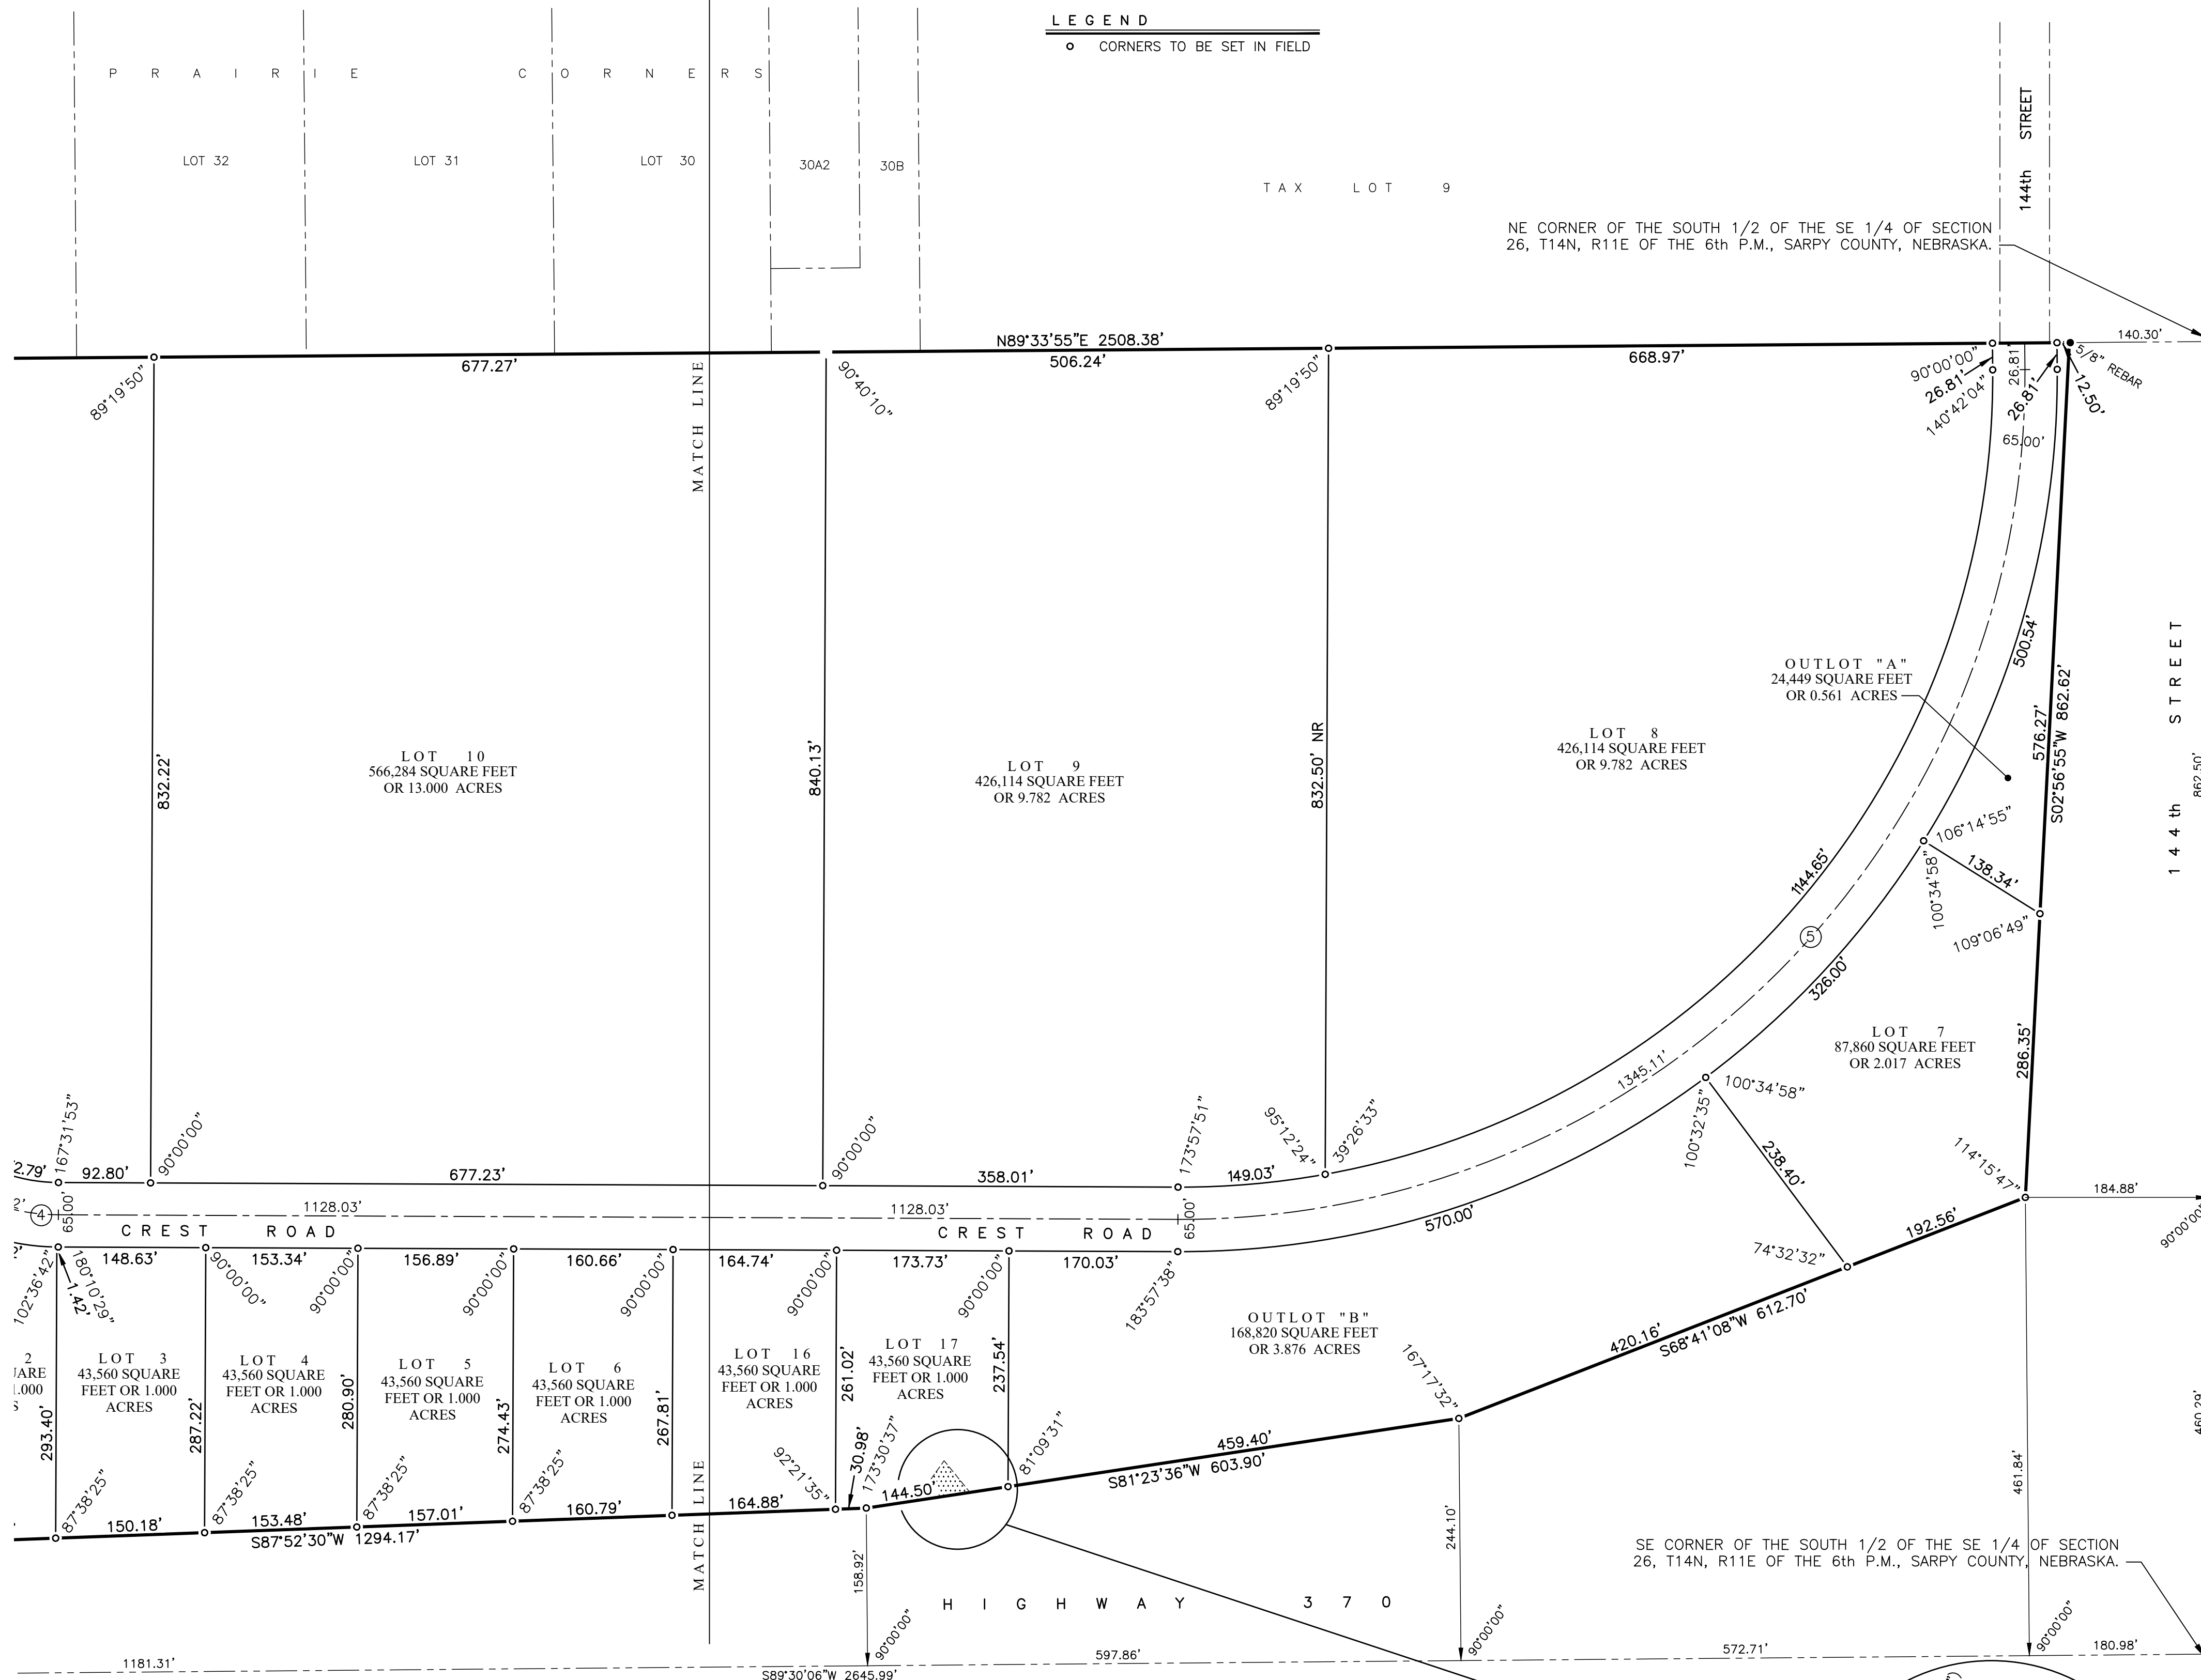 LEGEND
CORNERS TO BE SET IN FIELD
PRAIRIE CORNERS
LOT 32
LOT 31
LOT 30
30A2
30B
TAX LOT 9
144th STREET
NE CORNER OF THE SOUTH 1/2 OF THE SE 1/4 OF SECTION
26, T14N, R11E OF THE 6th P.M., SARPY COUNTY, NEBRASKA.
N89°33'55"E 2508.38'
677.27'
506.24'
668.97'
140.30'
5/8" REBAR
12.50'
90°00'00"
26.81'
140°42'04"
26.81'
26.81'
65.00'
89°19'50"
90°40'10"
89°19'50"
MATCH LINE
832.22'
840.13'
832.50' NR
LOT 10
566,284 SQUARE FEET
OR 13.000 ACRES
LOT 9
426,114 SQUARE FEET
OR 9.782 ACRES
LOT 8
426,114 SQUARE FEET
OR 9.782 ACRES
OUTLOT "A"
24,449 SQUARE FEET
OR 0.561 ACRES
500.54'
576.27'
S02°56'55"W 862.62'
144th STREET
862.50'
106°14'55"
100°34'58"
138.34'
109°06'49"
1144.65'
5
326.00'
1345.11'
LOT 7
87,860 SQUARE FEET
OR 2.017 ACRES
286.35'
100°34'58"
100°32'35"
238.40'
114°15'47"
184.88'
90°00'00"
192.56'
74°32'32"
2.79'
167°31'53"
92.80'
90°00'00"
677.23'
90°00'00"
358.01'
173°57'51"
149.03'
95°12'24"
39°26'33"
4
65.00'
1128.03'
1128.03'
65.00'
CREST ROAD
CREST ROAD
570.00'
148.63'
153.34'
156.89'
160.66'
164.74'
173.73'
170.03'
102°36'42"
1.42'
180°10'29"
90°00'00"
90°00'00"
90°00'00"
90°00'00"
90°00'00"
90°00'00"
183°57'38"
2
UARE
1.000
S
LOT 3
43,560 SQUARE
FEET OR 1.000
ACRES
LOT 4
43,560 SQUARE
FEET OR 1.000
ACRES
LOT 5
43,560 SQUARE
FEET OR 1.000
ACRES
LOT 6
43,560 SQUARE
FEET OR 1.000
ACRES
LOT 16
43,560 SQUARE
FEET OR 1.000
ACRES
LOT 17
43,560 SQUARE
FEET OR 1.000
ACRES
OUTLOT "B"
168,820 SQUARE FEET
OR 3.876 ACRES
293.40'
287.22'
280.90'
274.43'
267.81'
261.02'
237.54'
87°38'25"
87°38'25"
87°38'25"
87°38'25"
92°21'35"
30.98'
173°30'37"
81°09'31"
167°17'32"
420.16'
S68°41'08"W 612.70'
459.40'
S81°23'36"W 603.90'
144.50'
150.18'
153.48'
157.01'
160.79'
164.88'
S87°52'30"W 1294.17'
MATCH LINE
158.92'
244.10'
461.84'
460.29'
SE CORNER OF THE SOUTH 1/2 OF THE SE 1/4 OF SECTION
26, T14N, R11E OF THE 6th P.M., SARPY COUNTY, NEBRASKA.
HIGHWAY 370
90°00'00"
90°00'00"
90°00'00"
1181.31'
597.86'
572.71'
180.98'
S89°30'06"W 2645.99'